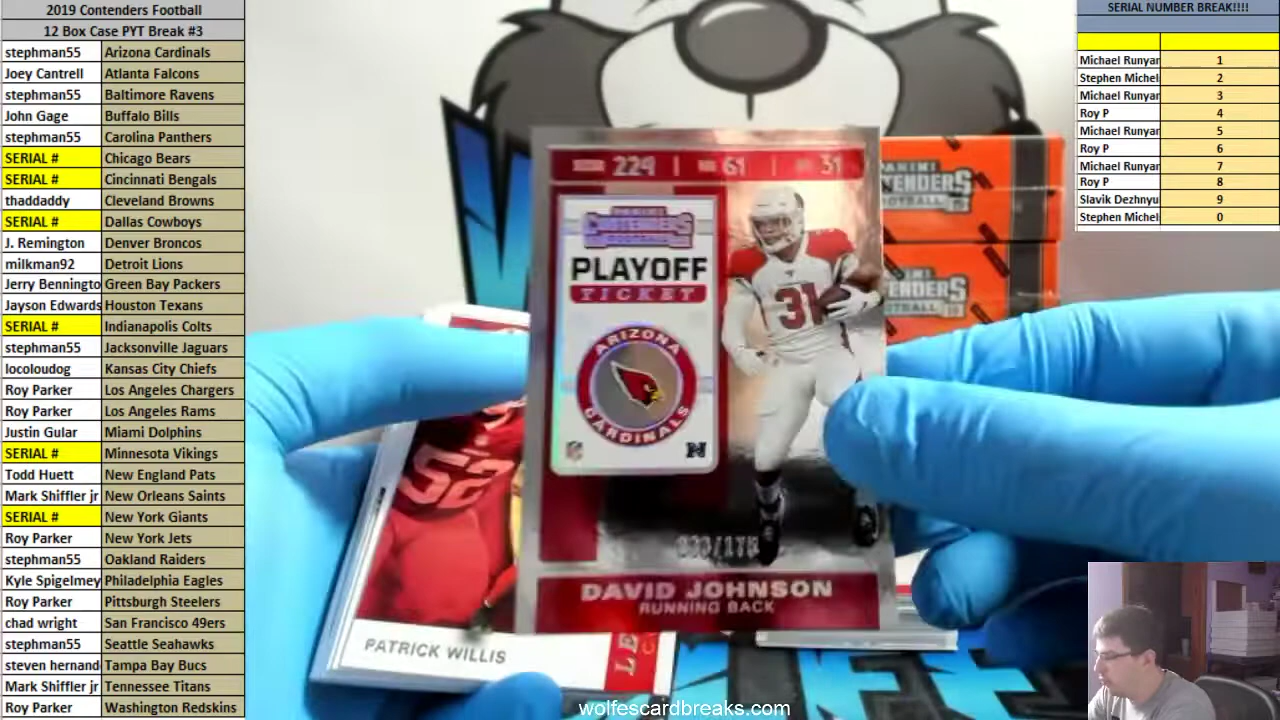 2019 Contenders Football
12 Box Case PYT Break #3
stephman55 Arizona Cardinals
Joey Cantrell Atlanta Falcons
stephman55 Baltimore Ravens
John Gage Buffalo Bills
stephman55 Carolina Panthers
SERIAL # Chicago Bears
SERIAL # Cincinnati Bengals
thaddaddy Cleveland Browns
SERIAL # Dallas Cowboys
J. Remington Denver Broncos
milkman92 Detroit Lions
Jerry Benningto Green Bay Packers
Jayson Edwards Houston Texans
SERIAL # Indianapolis Colts
stephman55 Jacksonville Jaguars
locoloudog Kansas City Chiefs
Roy Parker Los Angeles Chargers
Roy Parker Los Angeles Rams
Justin Gular Miami Dolphins
SERIAL # Minnesota Vikings
Todd Huett New England Pats
Mark Shiffler jr New Orleans Saints
SERIAL # New York Giants
Roy Parker New York Jets
stephman55 Oakland Raiders
Kyle Spigelmey Philadelphia Eagles
Roy Parker Pittsburgh Steelers
chad wright San Francisco 49ers
stephman55 Seattle Seahawks
steven hernand Tampa Bay Bucs
Mark Shiffler jr Tennessee Titans
Roy Parker Washington Redskins
SERIAL NUMBER BREAK!!!!
Michael Runyar 1
Stephen Michel 2
Michael Runyar 3
Roy P 4
Michael Runyar 5
Roy P 6
Michael Runyar 7
Roy P 8
Slavik Dezhnyu 9
Stephen Michel 0
224 | 61 | 31
PANINI
CONTENDERS
FOOTBALL
PLAYOFF
TICKET
ARIZONA
CARDINALS
31
DAVID JOHNSON
RUNNING BACK
52
PATRICK WILLIS
PANINI
PANINI
wolfescardbreaks.com